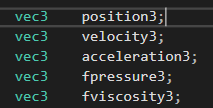 vec3 position3;
vec3 velocity3;
vec3 acceleration3;
vec3 fpressure3;
vec3 fviscosity3;